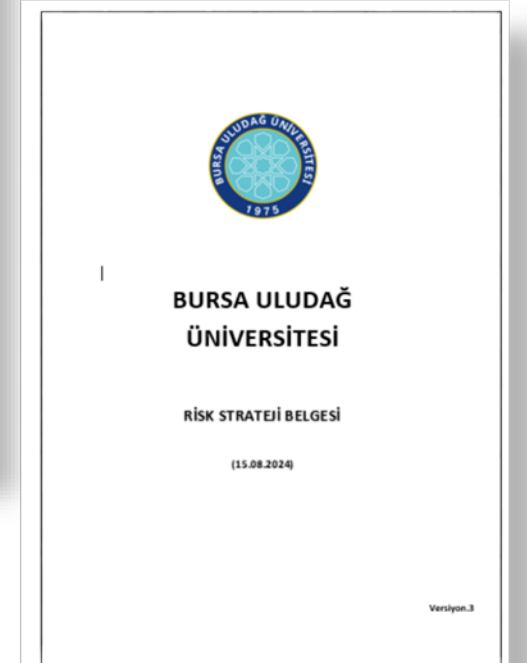 BURSA ULUDAĞ ÜNİVERSİTESİ
1975
BURSA ULUDAĞ
ÜNİVERSİTESİ
RİSK STRATEJİ BELGESİ
(15.08.2024)
Versiyon.3